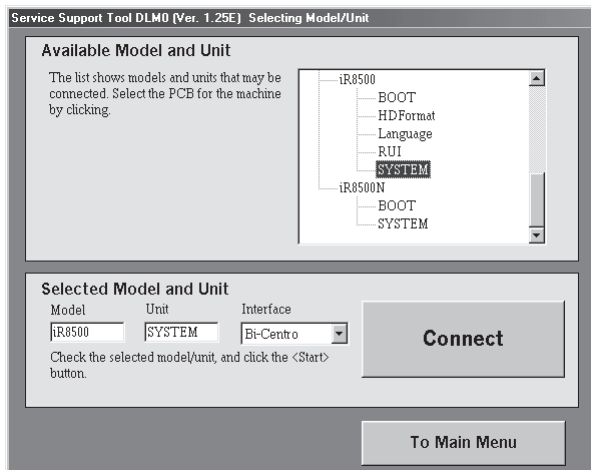 Service Support Tool DLM0 (Ver. 1.25E) Selecting Model/Unit
Available Model and Unit
The list shows models and units that may be
connected. Select the PCB for the machine
by clicking.
iR8500
BOOT
HDFormat
Language
RUI
SYSTEM
iR8500N
BOOT
SYSTEM
Selected Model and Unit
Model Unit Interface
iR8500 SYSTEM Bi-Centro
Connect
Check the selected model/unit, and click the <Start>
button.
To Main Menu